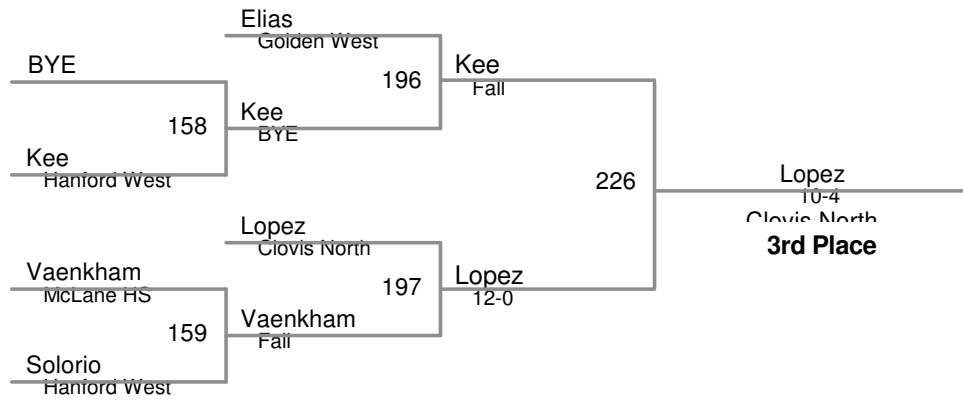 Elias
Golden West
BYE
196
Kee
Fall
158
Kee
BYE
Kee
Hanford West
226
Lopez
10-4
Clovis North
3rd Place
Lopez
Clovis North
Vaenkham
McLane HS
197
Lopez
12-0
159
Vaenkham
Fall
Solorio
Hanford West